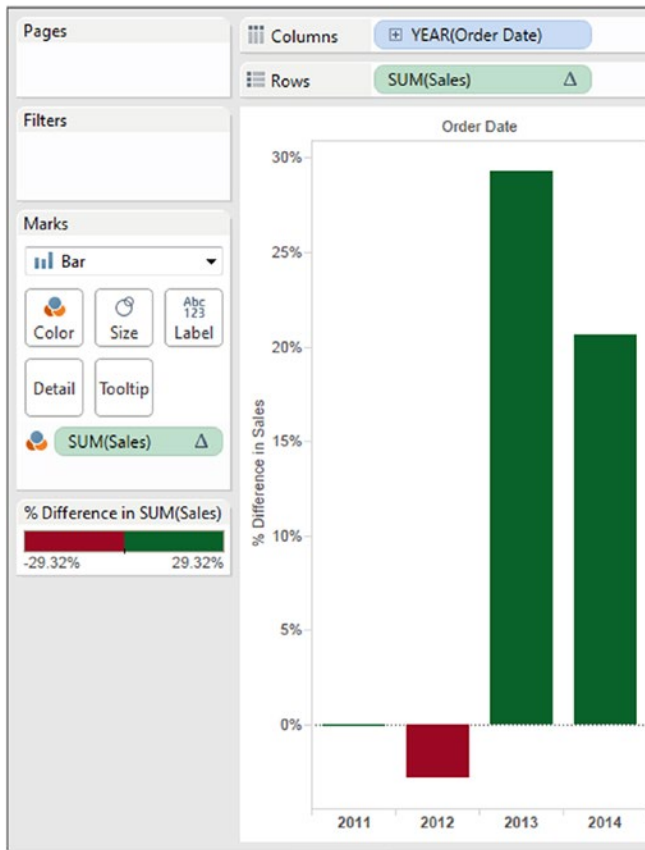 Pages
Columns
YEAR(Order Date)
Rows
SUM(Sales) Δ
Filters
Marks
Bar
Color
Size
Abc
123
Label
Detail
Tooltip
SUM(Sales) Δ
% Difference in SUM(Sales)
-29.32% 29.32%
Order Date
% Difference in Sales
30%
25%
20%
15%
10%
5%
0%
2011 2012 2013 2014